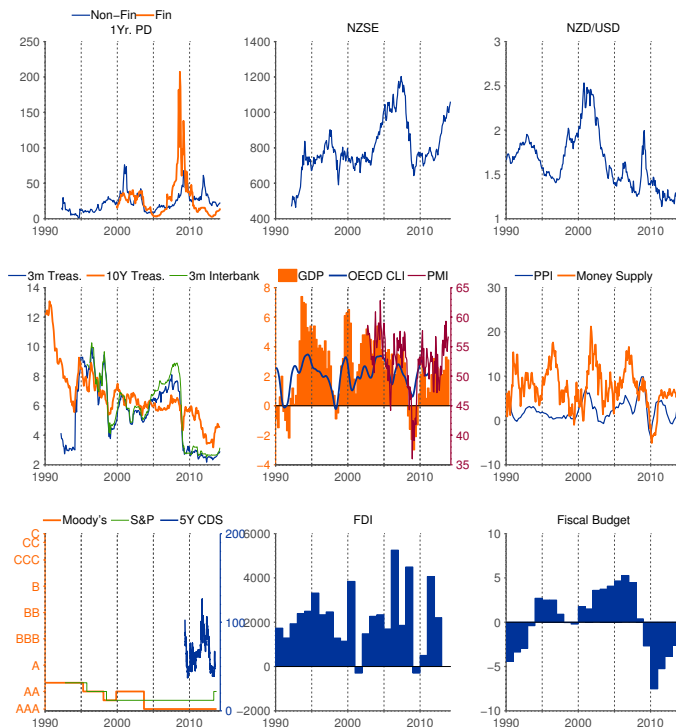 Non-Fin Fin
1Yr. PD
250
200
150
100
50
0
1990 2000 2010
NZSE
1400
1200
1000
800
600
400
1990 2000 2010
NZD/USD
3
2.5
2
1.5
1
1990 2000 2010
3m Treas. 10Y Treas. 3m Interbank
14
12
10
8
6
4
2
1990 2000 2010
GDP OECD CLI PMI
8 65
6 60
4 55
2 50
0 45
−2 40
−4 35
1990 2000 2010
PPI Money Supply
30
20
10
0
−10
1990 2000 2010
Moody's S&P 5Y CDS
C 200
CC
CCC
B
BB 100
BBB
A
AA
AAA 0
1990 2000 2010
FDI
6000
4000
2000
0
−2000
1990 2000 2010
Fiscal Budget
10
5
0
−5
−10
1990 2000 2010